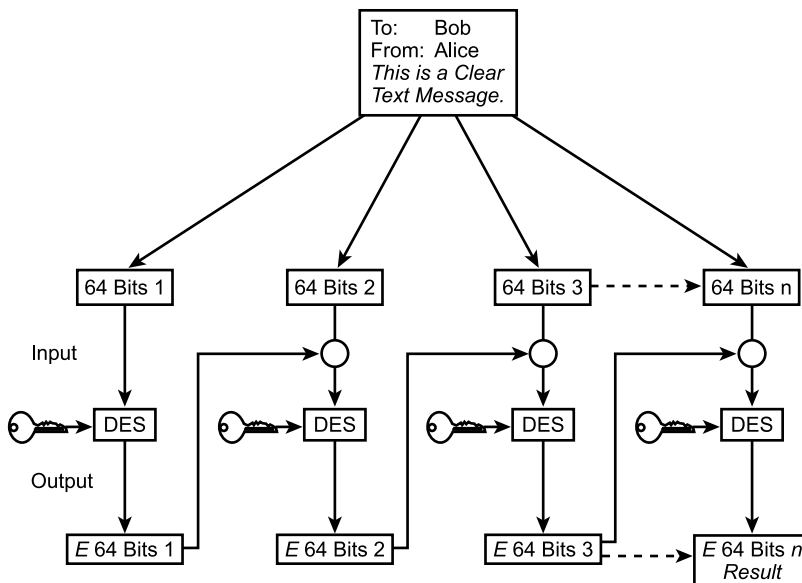 To: Bob
From: Alice
This is a Clear
Text Message.
64 Bits 1
64 Bits 2
64 Bits 3
64 Bits n
Input
DES
DES
DES
DES
Output
E 64 Bits 1
E 64 Bits 2
E 64 Bits 3
E 64 Bits n
Result